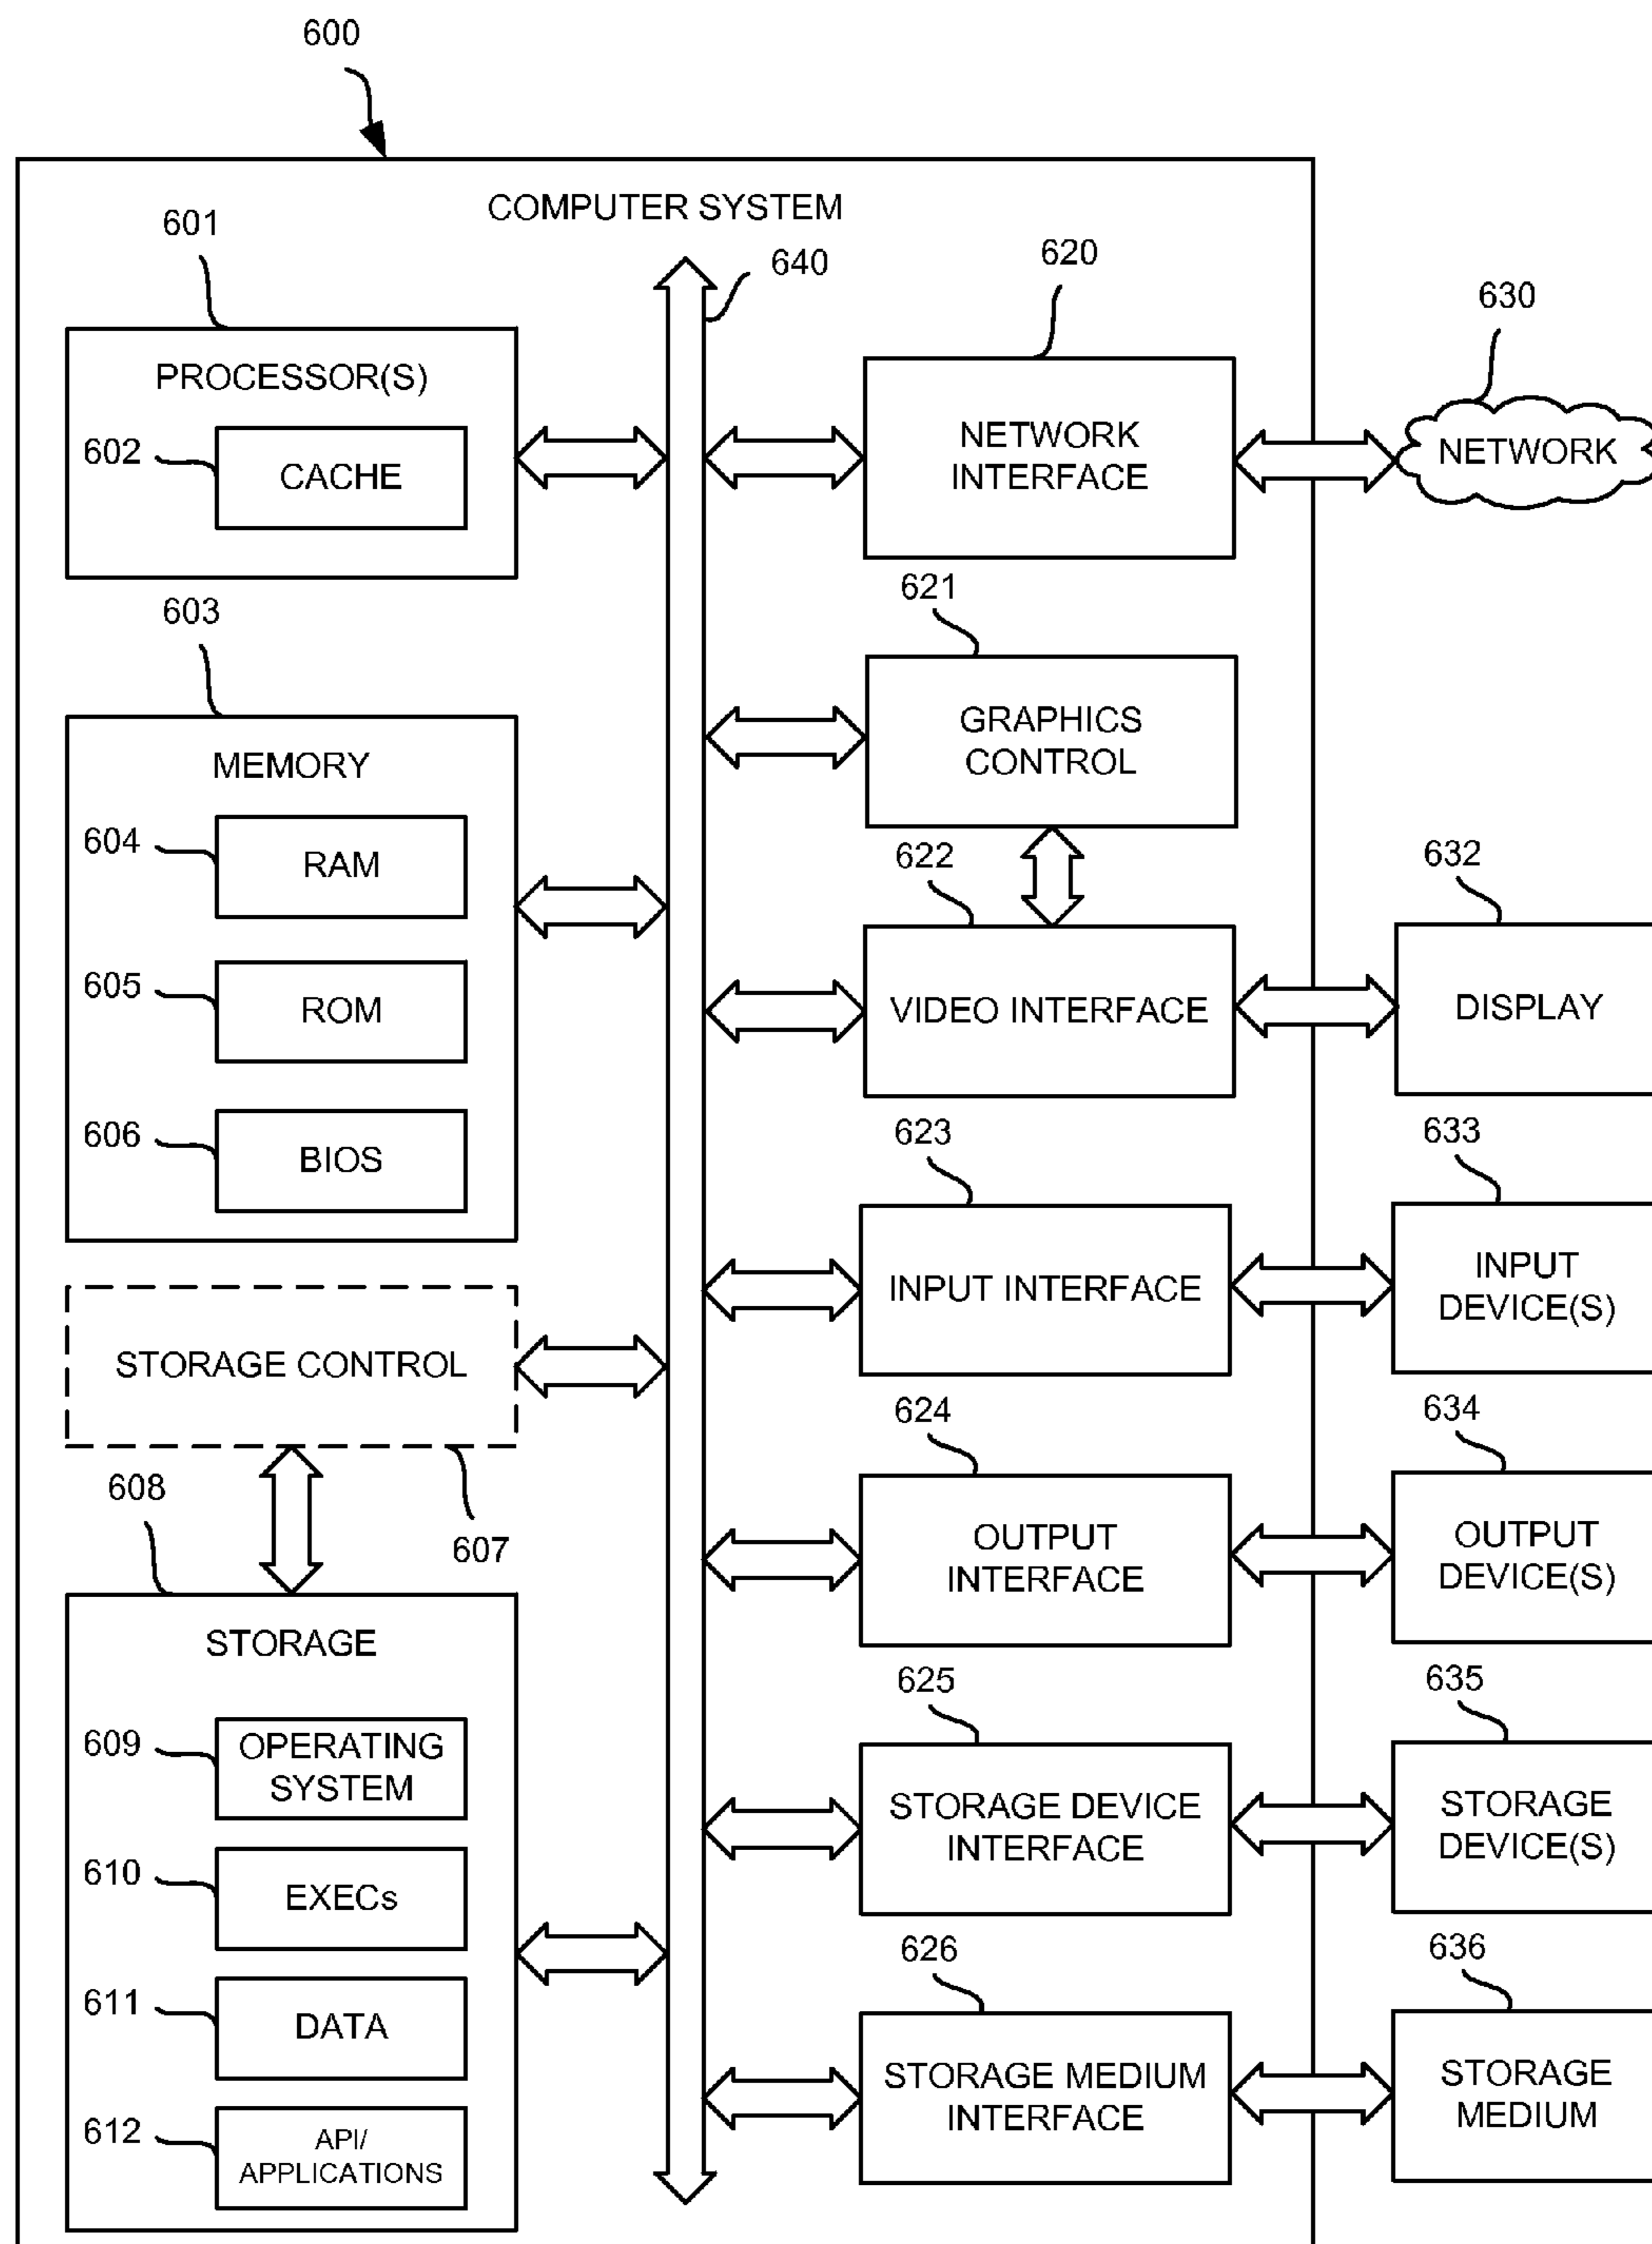 600
COMPUTER SYSTEM
601
640
620
630
PROCESSOR(S)
602
CACHE
NETWORK
INTERFACE
NETWORK
603
621
MEMORY
GRAPHICS
CONTROL
604
RAM
622
632
605
ROM
VIDEO INTERFACE
DISPLAY
606
BIOS
623
633
INPUT INTERFACE
INPUT
DEVICE(S)
STORAGE CONTROL
624
634
608
607
OUTPUT
INTERFACE
OUTPUT
DEVICE(S)
STORAGE
625
635
609
OPERATING
SYSTEM
STORAGE DEVICE
INTERFACE
STORAGE
DEVICE(S)
610
EXECs
626
636
611
DATA
STORAGE MEDIUM
INTERFACE
STORAGE
MEDIUM
612
API/
APPLICATIONS